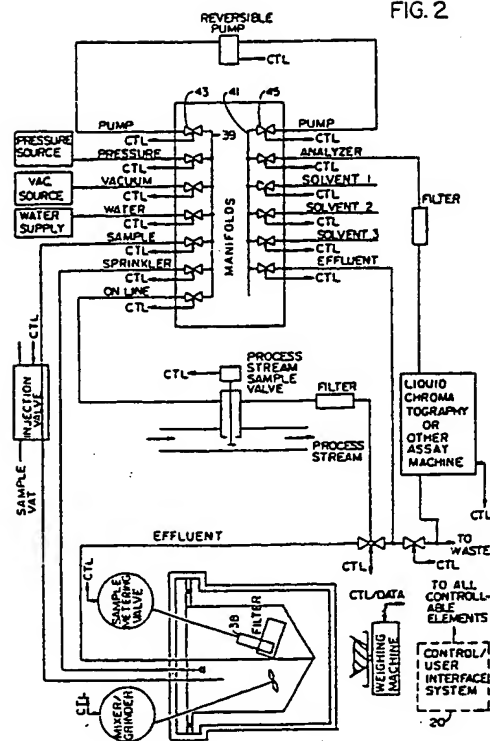 FIG. 2
REVERSIBLE
PUMP
CTL
43
41
45
PUMP
PUMP
CTL
39
CTL
PRESSURE
SOURCE
PRESSURE
ANALYZER
CTL
CTL
VAC
SOURCE
VACUUM
SOLVENT 1
CTL
CTL
FILTER
WATER
SUPPLY
WATER
SOLVENT 2
CTL
CTL
MANIFOLDS
SAMPLE
SOLVENT 3
CTL
CTL
SPRINKLER
EFFLUENT
CTL
CTL
ON LINE
CTL
CTL
INJECTION
VALVE
SAMPLE
VAT
CTL
PROCESS
STREAM
SAMPLE
VALVE
FILTER
PROCESS
STREAM
LIQUID
CHROMA
TOGRAPHY
OR
OTHER
ASSAY
MACHINE
CTL
EFFLUENT
TO
WASTE
CTL
CTL
CTL
SAMPLE
METERING
VALVE
38
FILTER
CTL
MIXER/
GRINDER
CTL/DATA
WEIGHING
MACHINE
TO ALL
CONTROLL-
ABLE
ELEMENTS
CONTROL/
USER
INTERFACE
SYSTEM
20